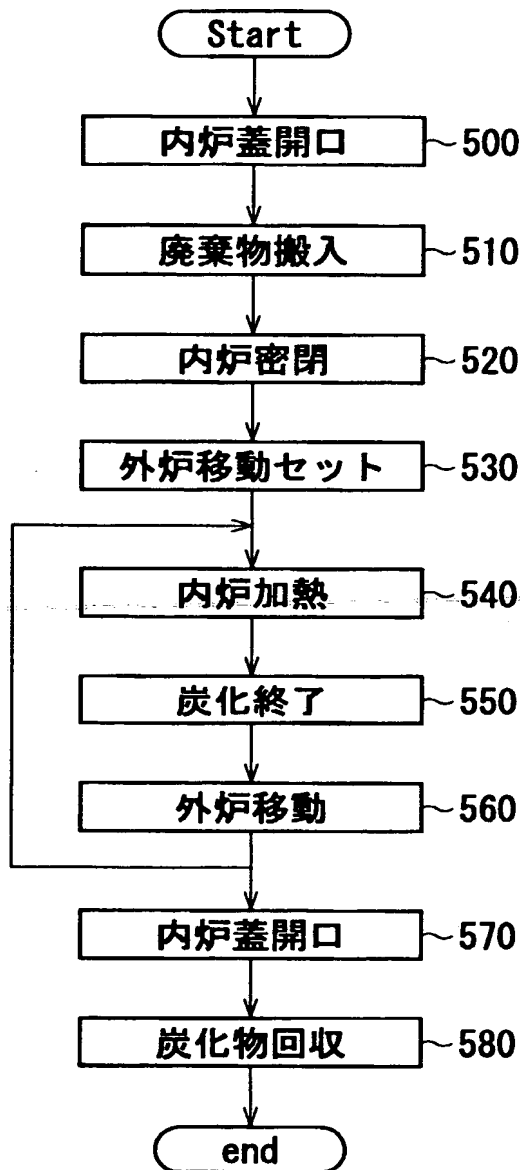 Start
内炉蓋開口 500
廃棄物搬入 510
内炉密閉 520
外炉移動セット 530
内炉加熱 540
炭化終了 550
外炉移動 560
内炉蓋開口 570
炭化物回収 580
end